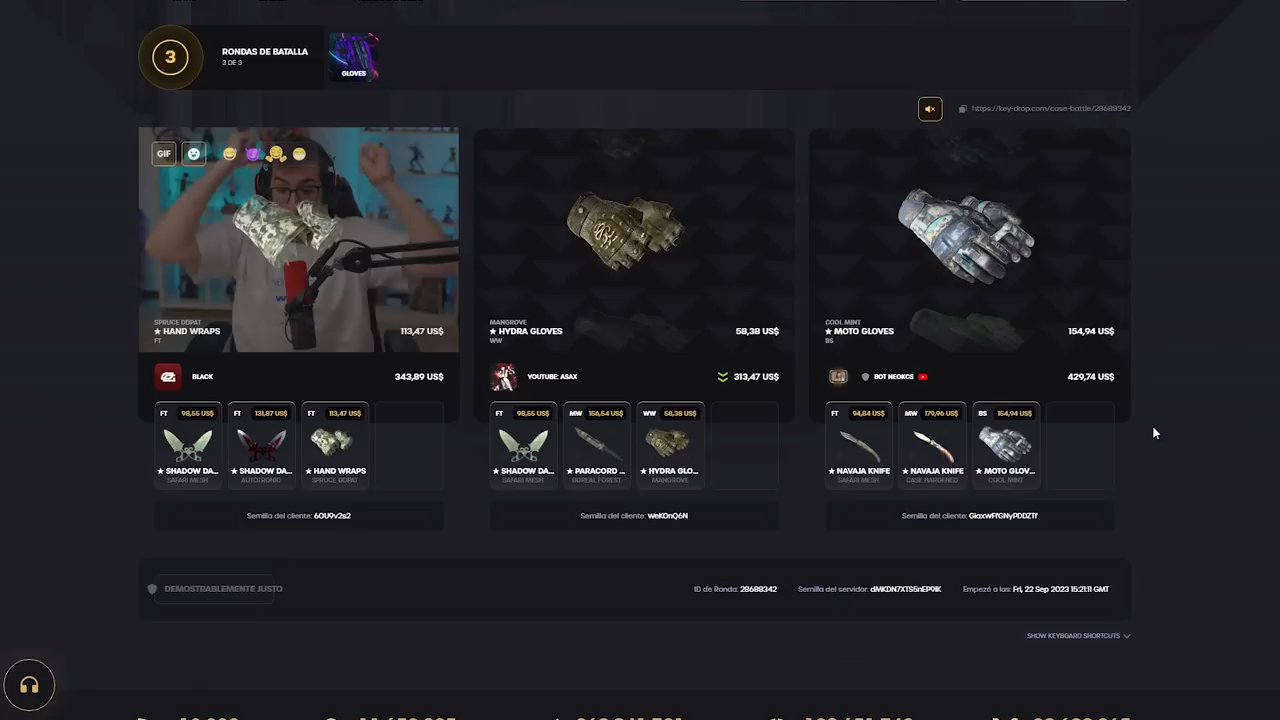 3
RONDAS DE BATALLA
3 DE 3
GLOVES
https://key-drop.com/case-battle/28688342
GIF
SPRUCE DDPAT
★ HAND WRAPS
113,47 US$
FT
MANGROVE
★ HYDRA GLOVES
58,38 US$
WW
COOL MINT
★ MOTO GLOVES
154,94 US$
BS
BLACK
343,89 US$
YOUTUBE: ASAX
313,47 US$
BOT NEOKCS
429,74 US$
FT 98,55 US$
★ SHADOW DA...
SAFARI MESH
FT 131,87 US$
★ SHADOW DA...
AUTOTRONIC
FT 113,47 US$
★ HAND WRAPS
SPRUCE DDPAT
FT 98,55 US$
★ SHADOW DA...
SAFARI MESH
MW 156,54 US$
★ PARACORD ...
BOREAL FOREST
WW 58,38 US$
★ HYDRA GLO...
MANGROVE
FT 94,84 US$
★ NAVAJA KNIFE
SAFARI MESH
MW 179,96 US$
★ NAVAJA KNIFE
CASE HARDENED
BS 154,94 US$
★ MOTO GLOV...
COOL MINT
Semilla del cliente: 6OU9v2s2
Semilla del cliente: WeKOnQ6N
Semilla del cliente: GiaxWFfGNyPDDZTf
DEMOSTRABLEMENTE JUSTO
ID de Ronda: 28688342
Semilla del servidor: dMKDN7XTS5nEP9IK
Empezó a las: Fri, 22 Sep 2023 15:21:11 GMT
SHOW KEYBOARD SHORTCUTS